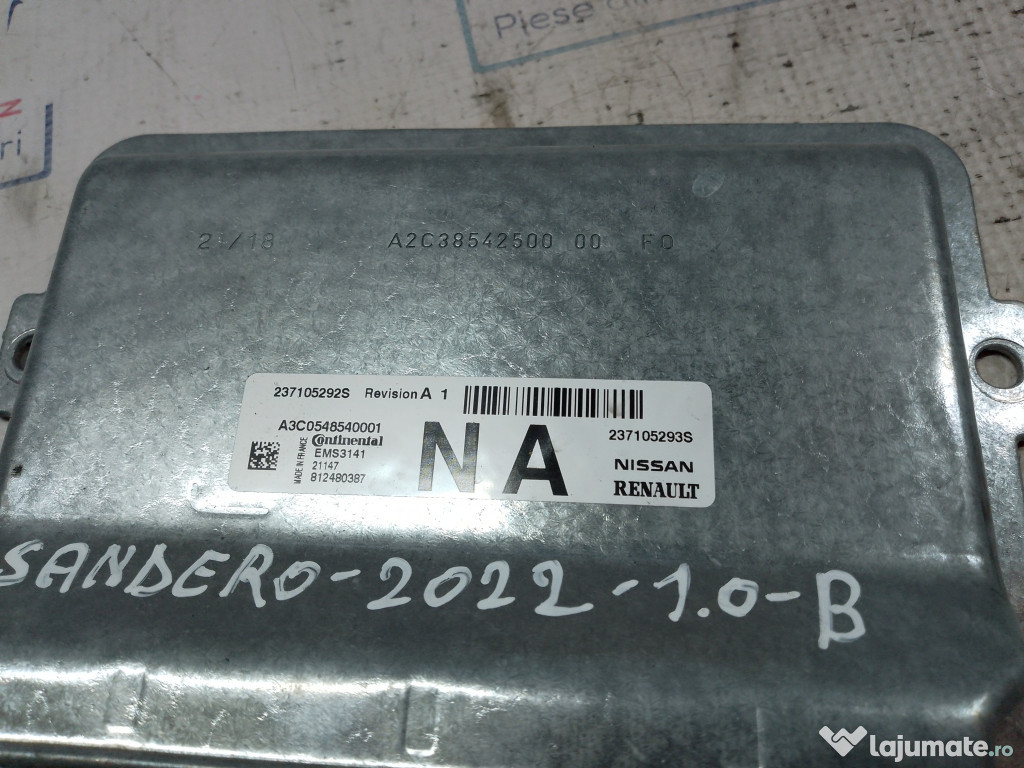 Piese
N
ri
21/18 A2C38542500 00 F0
237105292S Revision A 1
A3C0548540001
Continental
EMS3141
21147
812480387
MADE IN FRANCE
NA
237105293S
NISSAN
RENAULT
SANDERO-2022-1.0-B
lajumate.ro